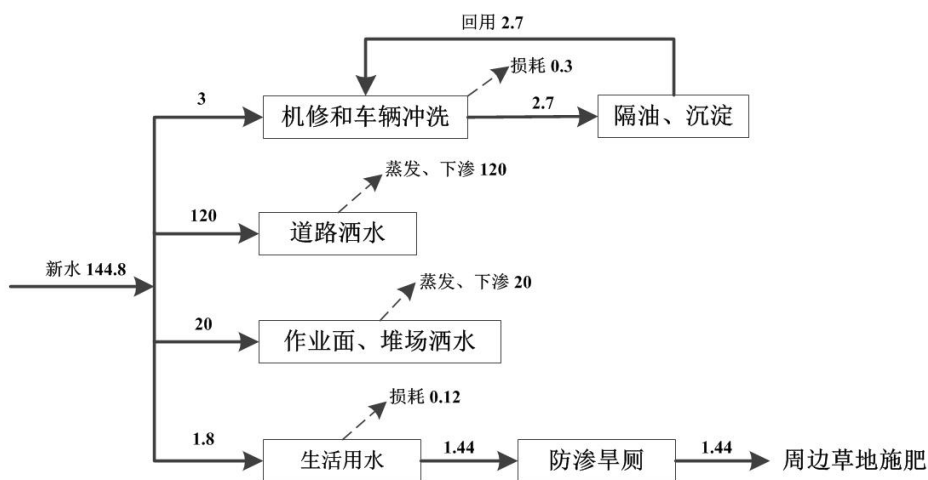 回用 2.7
损耗 0.3
3
机修和车辆冲洗
2.7
隔油、沉淀
蒸发、下渗 120
120
道路洒水
新水 144.8
蒸发、下渗 20
20
作业面、堆场洒水
损耗 0.12
1.8
生活用水
1.44
防渗旱厕
1.44
周边草地施肥